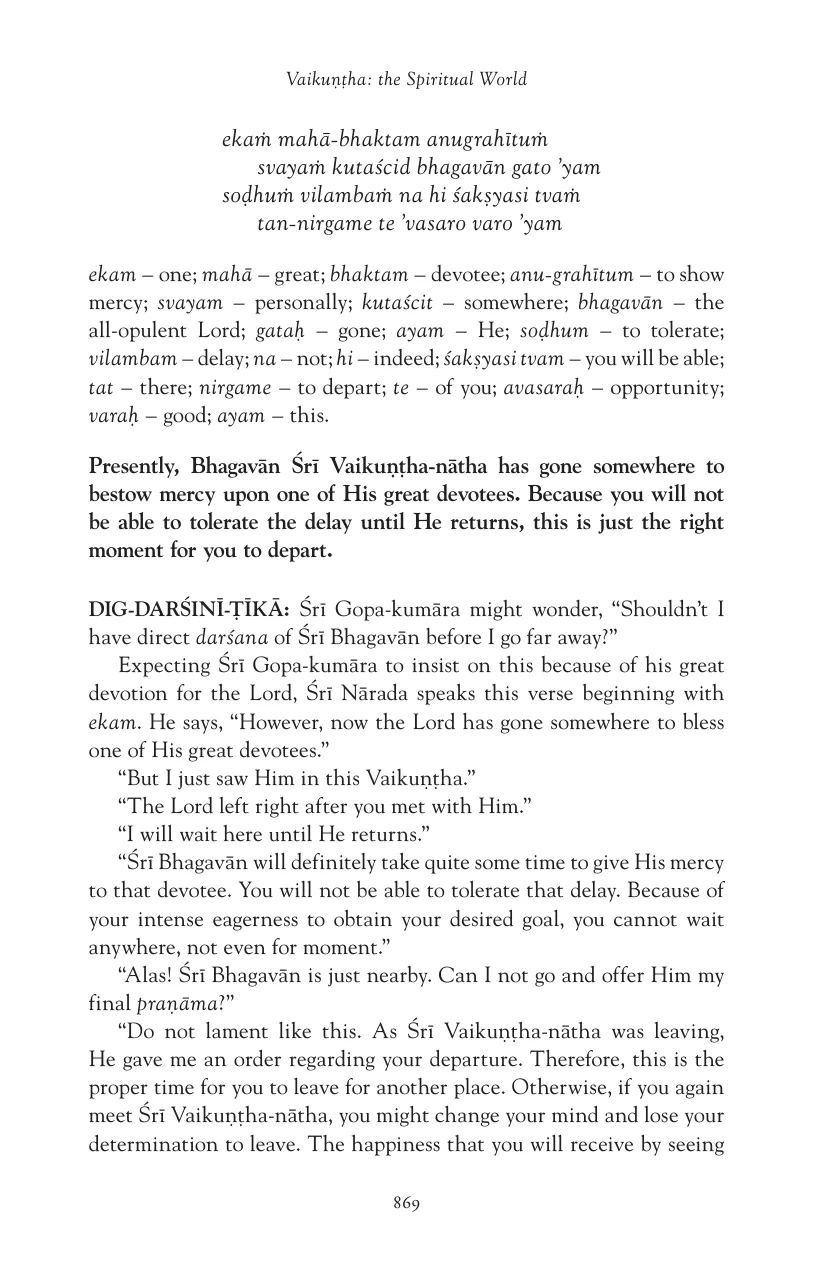 Vaikuṇṭha: the Spiritual World
ekaṁ mahā-bhaktam anugrahītuṁ
svayaṁ kutaścid bhagavān gato ’yam
soḍhuṁ vilambaṁ na hi śakṣyasi tvaṁ
tan-nirgame te ’vasaro varo ’yam
ekam – one; mahā – great; bhaktam – devotee; anu-grahītum – to show
mercy; svayam – personally; kutaścit – somewhere; bhagavān – the
all-opulent Lord; gataḥ – gone; ayam – He; soḍhum – to tolerate;
vilambam – delay; na – not; hi – indeed; śakṣyasi tvam – you will be able;
tat – there; nirgame – to depart; te – of you; avasaraḥ – opportunity;
varaḥ – good; ayam – this.
Presently, Bhagavān Śrī Vaikuṇṭha-nātha has gone somewhere to
bestow mercy upon one of His great devotees. Because you will not
be able to tolerate the delay until He returns, this is just the right
moment for you to depart.
DIG-DARŚINĪ-ṬĪKĀ: Śrī Gopa-kumāra might wonder, “Shouldn’t I
have direct darśana of Śrī Bhagavān before I go far away?”
Expecting Śrī Gopa-kumāra to insist on this because of his great
devotion for the Lord, Śrī Nārada speaks this verse beginning with
ekam. He says, “However, now the Lord has gone somewhere to bless
one of His great devotees.”
“But I just saw Him in this Vaikuṇṭha.”
“The Lord left right after you met with Him.”
“I will wait here until He returns.”
“Śrī Bhagavān will definitely take quite some time to give His mercy
to that devotee. You will not be able to tolerate that delay. Because of
your intense eagerness to obtain your desired goal, you cannot wait
anywhere, not even for moment.”
“Alas! Śrī Bhagavān is just nearby. Can I not go and offer Him my
final praṇāma?”
“Do not lament like this. As Śrī Vaikuṇṭha-nātha was leaving,
He gave me an order regarding your departure. Therefore, this is the
proper time for you to leave for another place. Otherwise, if you again
meet Śrī Vaikuṇṭha-nātha, you might change your mind and lose your
determination to leave. The happiness that you will receive by seeing
869